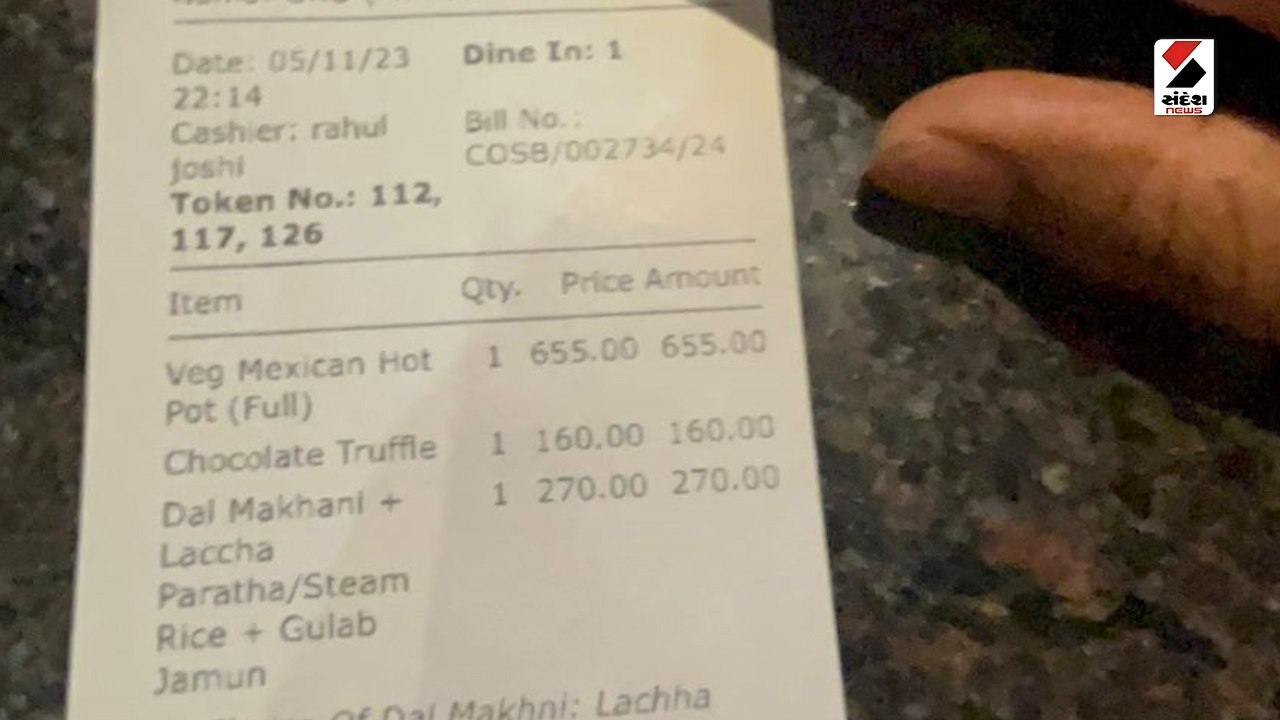 Date: 05/11/23 Dine In: 1
22:14
Cashier: rahul Bill No.:
joshi COSB/002734/24
Token No.: 112,
117, 126
Item Qty. Price Amount
Veg Mexican Hot 1 655.00 655.00
Pot (Full)
Chocolate Truffle 1 160.00 160.00
Dal Makhani + 1 270.00 270.00
Laccha
Paratha/Steam
Rice + Gulab
Jamun
Of Dal Makhni: Lachha
સંદેશ
NEWS